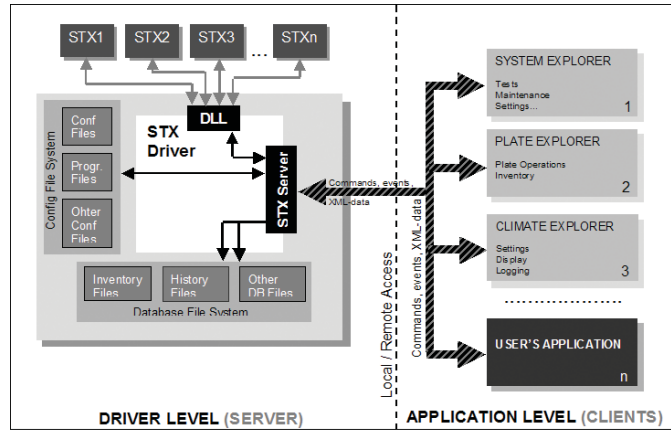 STX1
STX2
STX3
...
STXn
DLL
STX
Driver
STX Server
Config File System
Conf
Files
Progr.
Files
Ohter
Conf
Files
Inventory
Files
History
Files
Other
DB Files
Database File System
Commands, events,
XML-data
Local / Remote Access
Commands, events, XML-data
SYSTEM EXPLORER
Tests
Maintenance
Settings...
1
PLATE EXPLORER
Plate Operations
Inventory
2
CLIMATE EXPLORER
Settings
Display
Logging
3
USER'S APPLICATION
n
DRIVER LEVEL (SERVER)
APPLICATION LEVEL (CLIENTS)